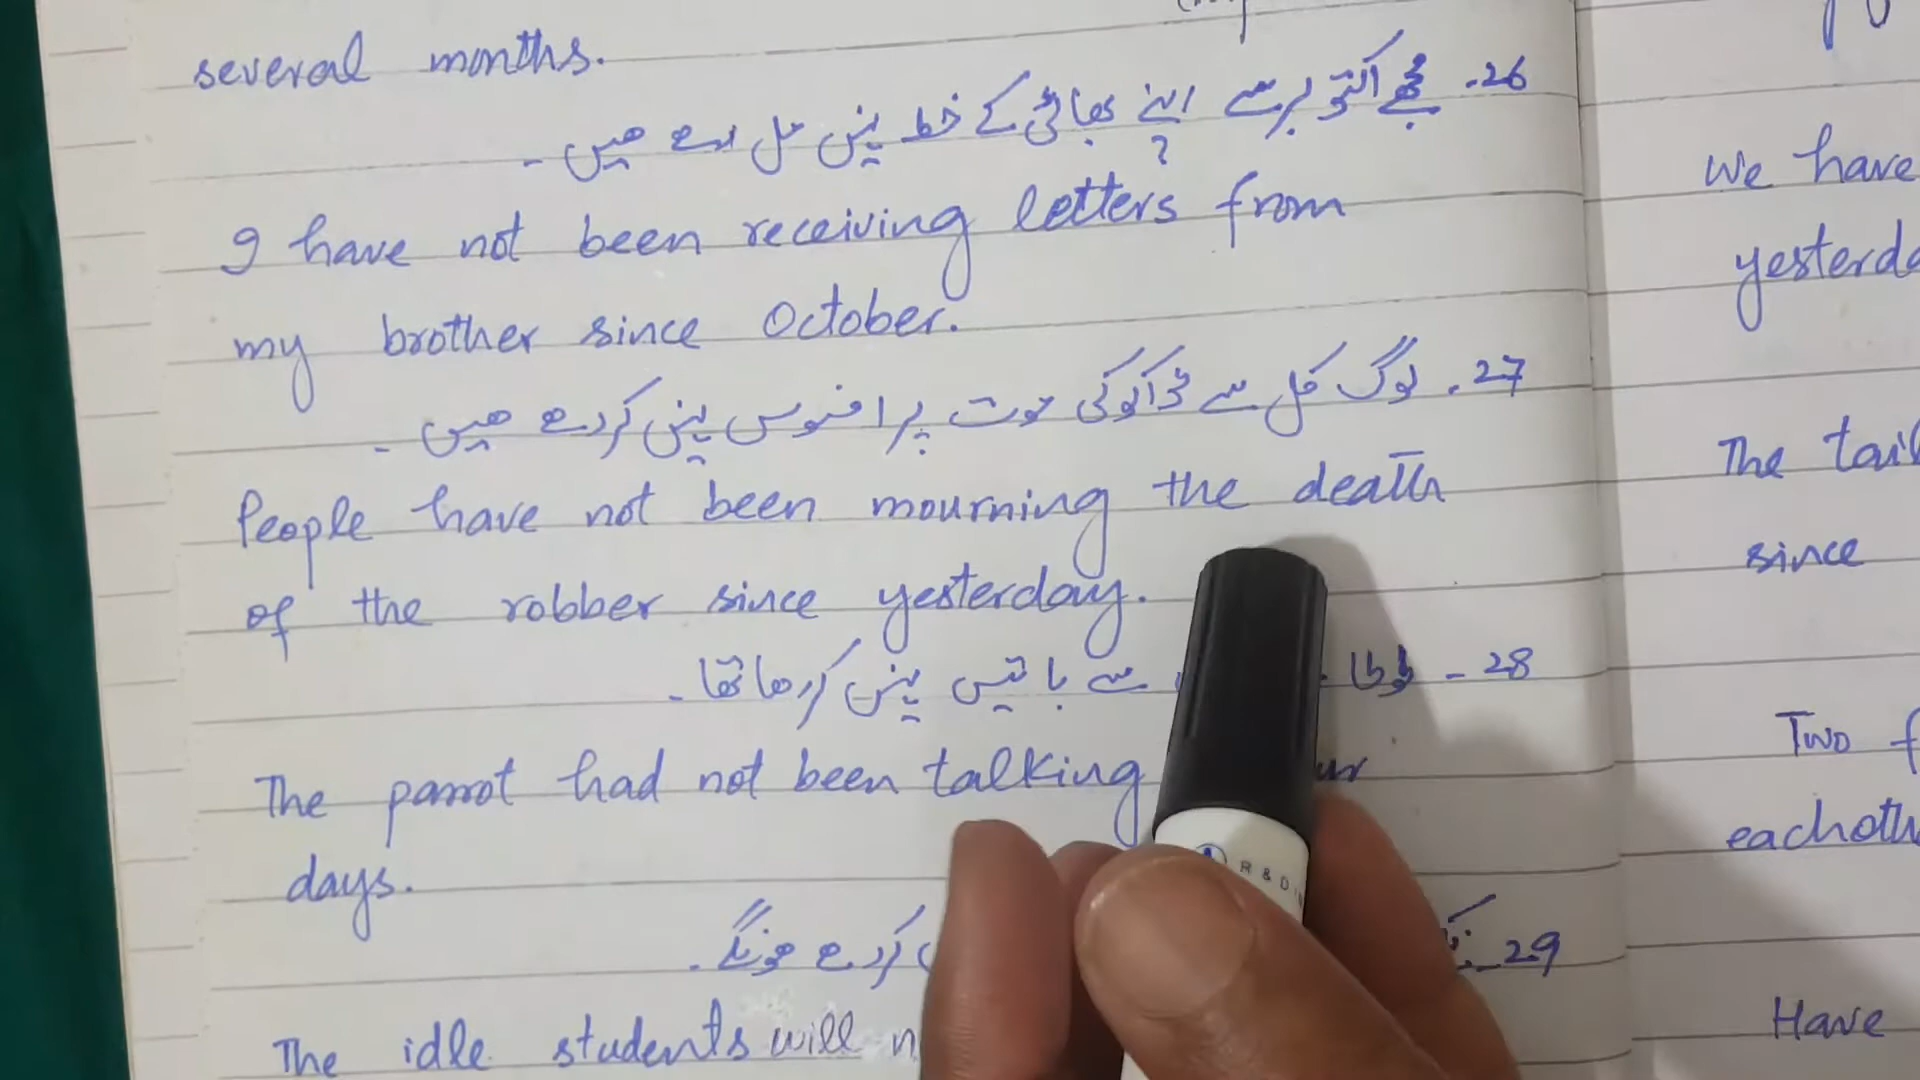 several months.
26. مجھے اکتوبر سے اپنے بھائی کے خط نہیں مل رہے ہیں۔
?
I have not been receiving letters from
my brother since October.
27. لوگ کل سے ڈاکو کی موت پر افسوس نہیں کر رہے ہیں۔
People have not been mourning the death
of the robber since yesterday.
28۔ طوطا سے باتیں نہیں کر رہا تھا۔
The parrot had not been talking
days.
29۔ کر رہے ہونگے۔
The idle students will
We have
yesterda
The tail
since
Two f
eachoth
Have
R & D